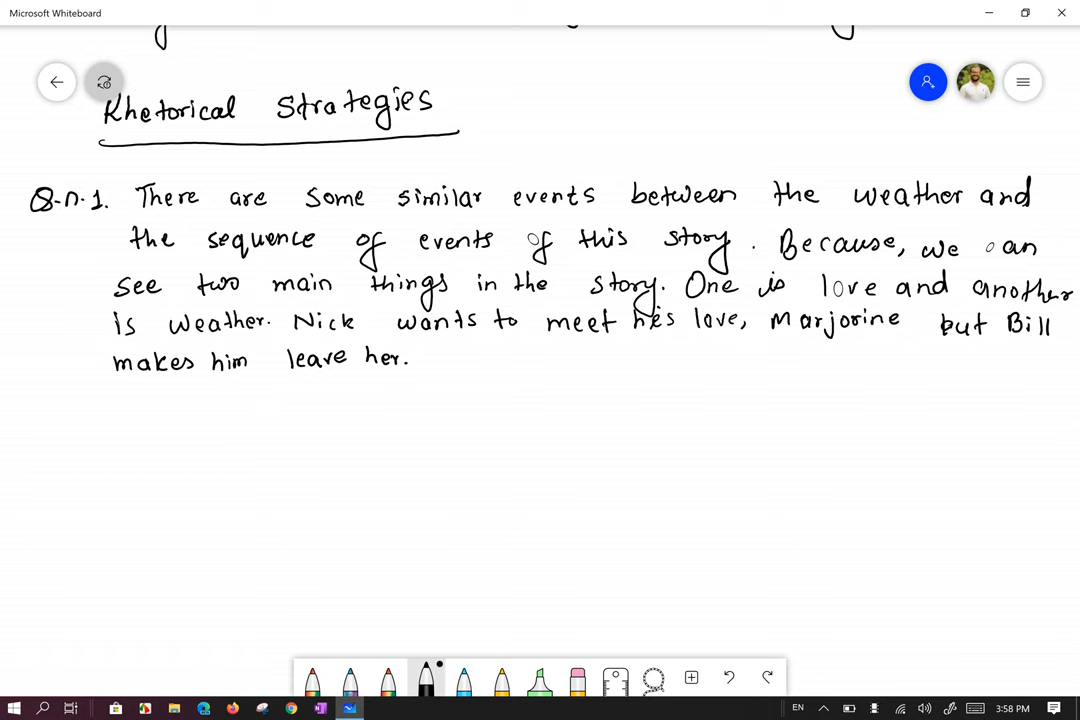 Microsoft Whiteboard
Rhetorical Strategies
Q.n.1. There are some similar events between the weather and
the sequence of events of this story. Because, we can
see two main things in the story. One is love and another
is weather. Nick wants to meet his love, Marjorine but Bill
makes him leave her.
EN
3:58 PM